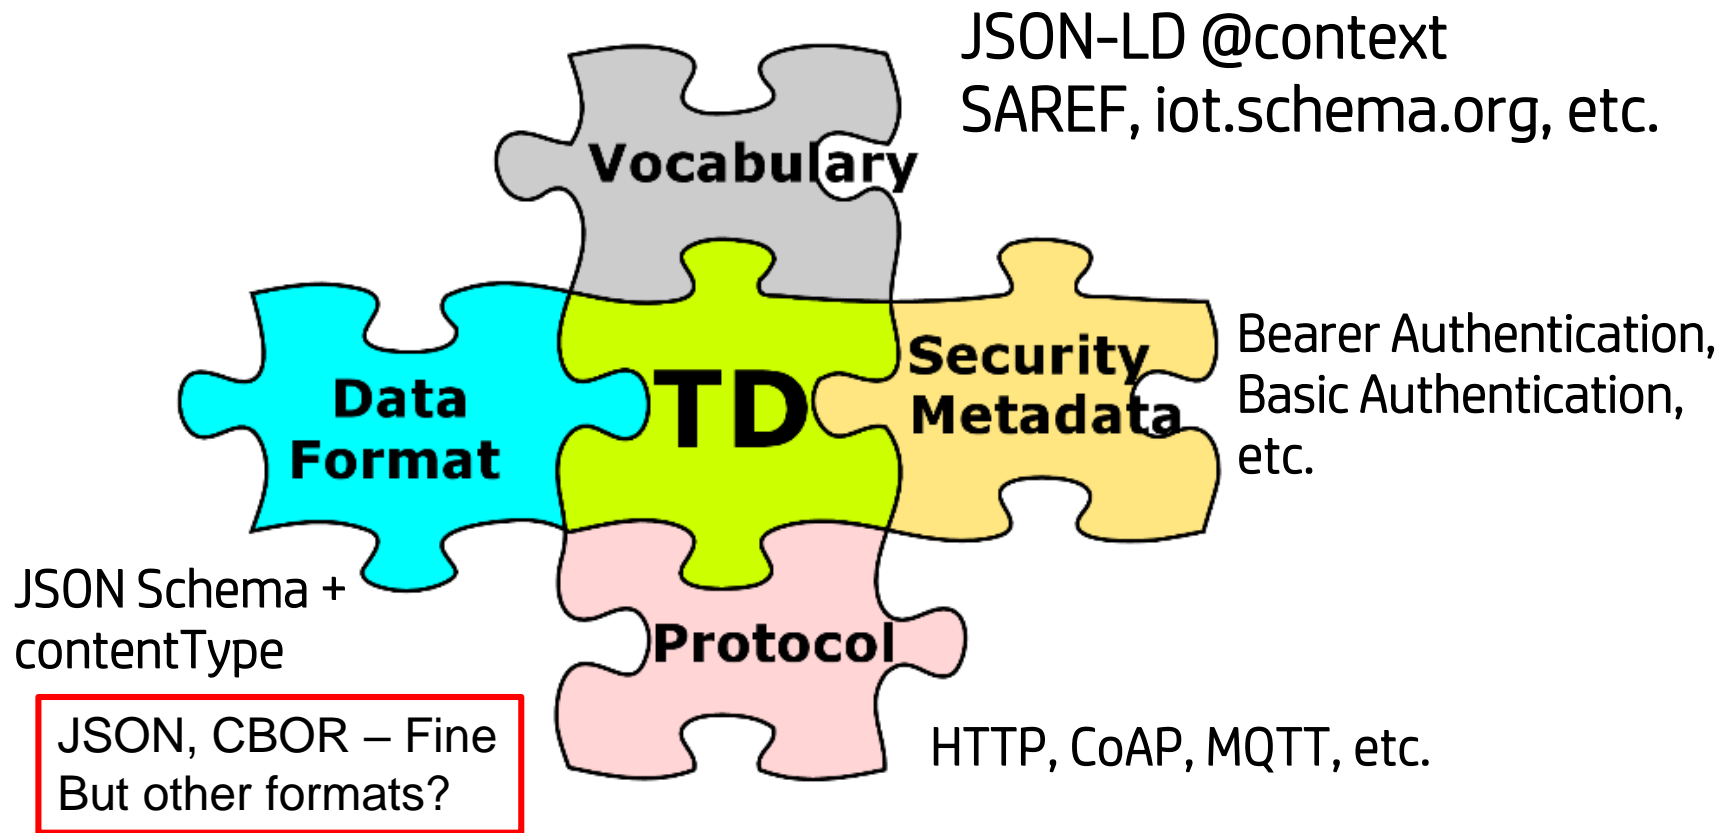 JSON-LD @context
SAREF, iot.schema.org, etc.
Vocabulary
Data
Format
TD
Security
Metadata
Bearer Authentication,
Basic Authentication,
etc.
JSON Schema +
contentType
Protocol
JSON, CBOR – Fine
But other formats?
HTTP, CoAP, MQTT, etc.